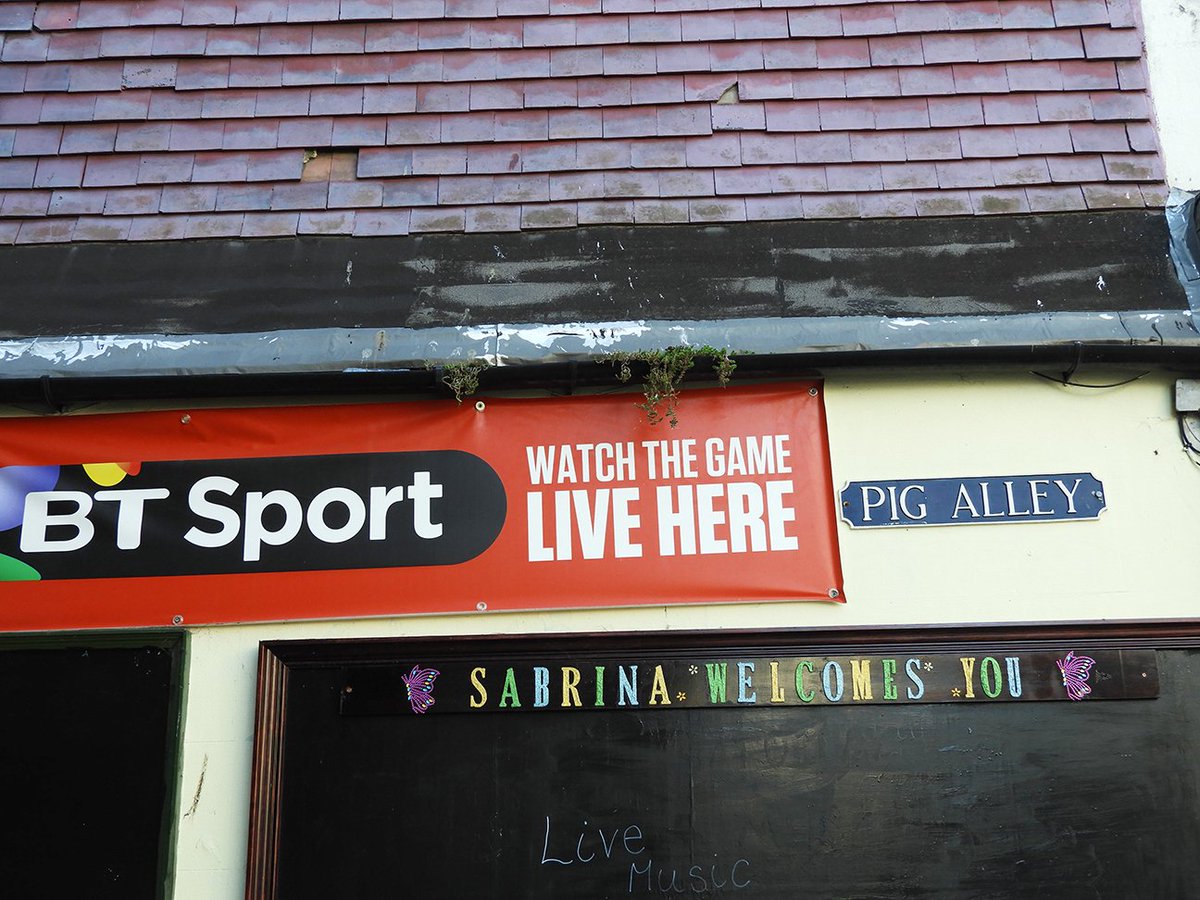 BT Sport
WATCH THE GAME
LIVE HERE
PIG ALLEY
SABRINA WELCOMES YOU
Live
Music